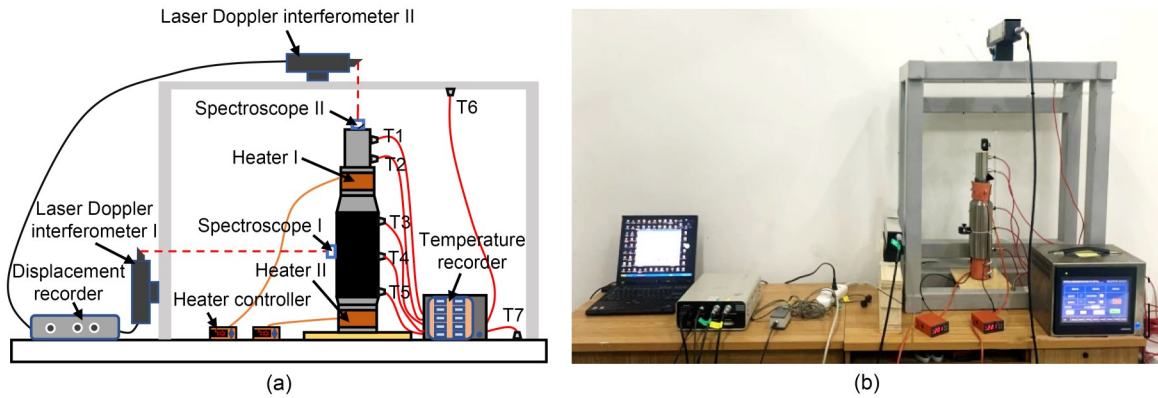 Laser Doppler interferometer II
T6
Spectroscope II
T1
Heater I
T2
Laser Doppler
interferometer I
Spectroscope I
T3
T4
Temperature
recorder
Displacement
recorder
Heater II
T5
Heater controller
T7
(a)
(b)